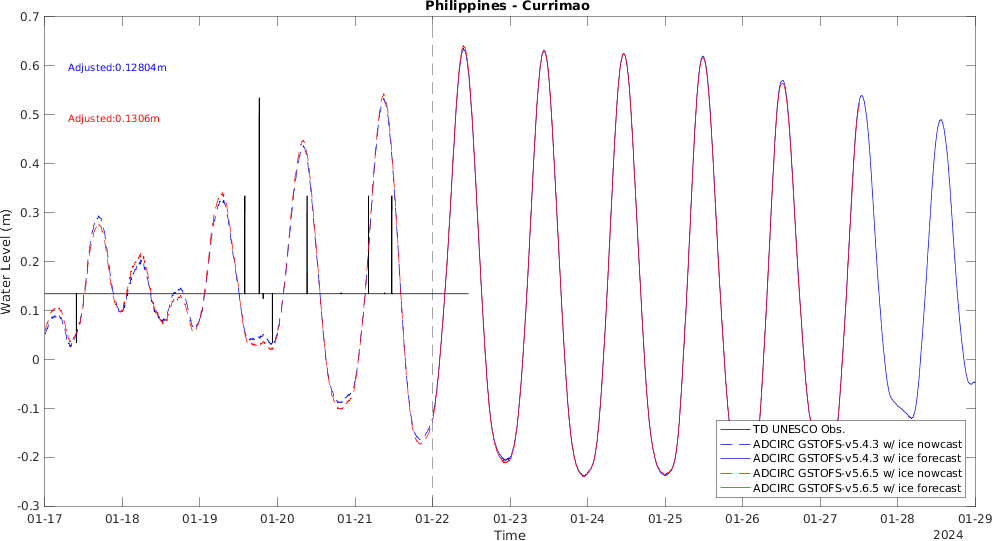 Philippines - Currimao
0.7
0.6
0.5
0.4
0.3
0.2
0.1
0
-0.1
-0.2
-0.3
Water Level (m)
Adjusted:0.12804m
Adjusted:0.1306m
TD UNESCO Obs.
ADCIRC GSTOFS-v5.4.3 w/ ice nowcast
ADCIRC GSTOFS-v5.4.3 w/ ice forecast
ADCIRC GSTOFS-v5.6.5 w/ ice nowcast
ADCIRC GSTOFS-v5.6.5 w/ ice forecast
01-17 01-18 01-19 01-20 01-21 01-22 01-23 01-24 01-25 01-26 01-27 01-28 01-29
Time
2024